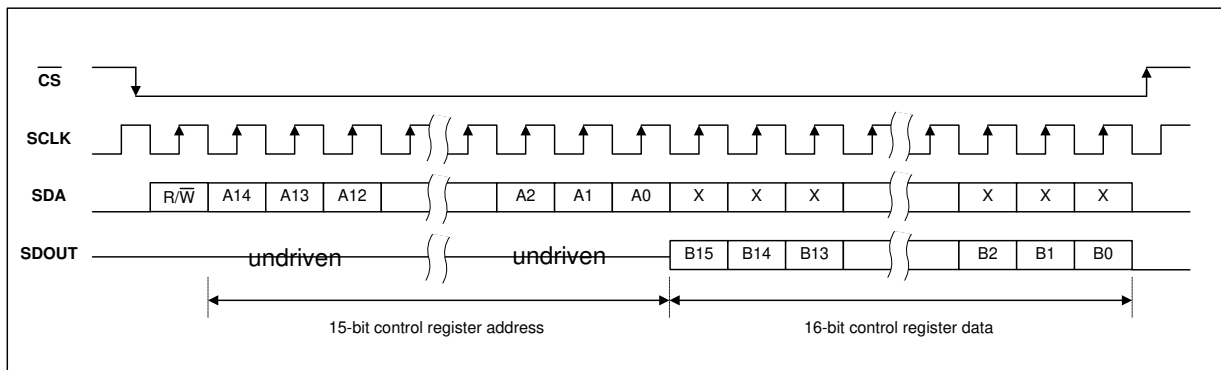 CS
SCLK
SDA R/W A14 A13 A12 A2 A1 A0 X X X X X X
SDOUT undriven undriven B15 B14 B13 B2 B1 B0
15-bit control register address 16-bit control register data